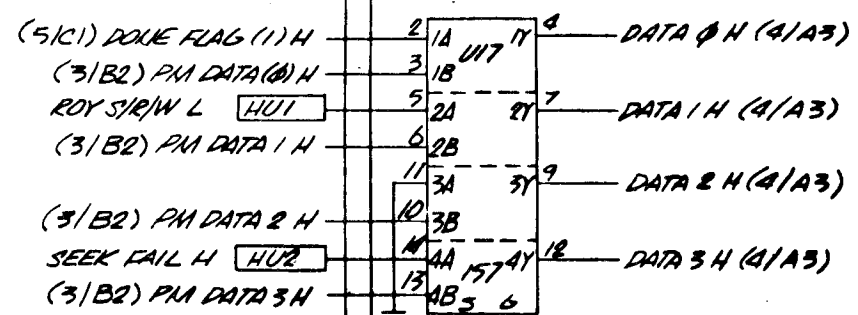 (5/C1) DONE FLAG (1) H 2 1A 1Y 4 DATA 0 H (4/A3)
U17
(3/B2) PM DATA(0) H 3 1B
RDY S/R/W L HU1 5 2A 2Y 7 DATA 1 H (4/A3)
(3/B2) PM DATA 1 H 6 2B
11 3A 3Y 9 DATA 2 H (4/A3)
(3/B2) PM DATA 2 H 10 3B
SEEK FAIL H HU2 14 4A 4Y 12 DATA 3 H (4/A3)
157
(3/B2) PM DATA 3 H 13 4B 3 6